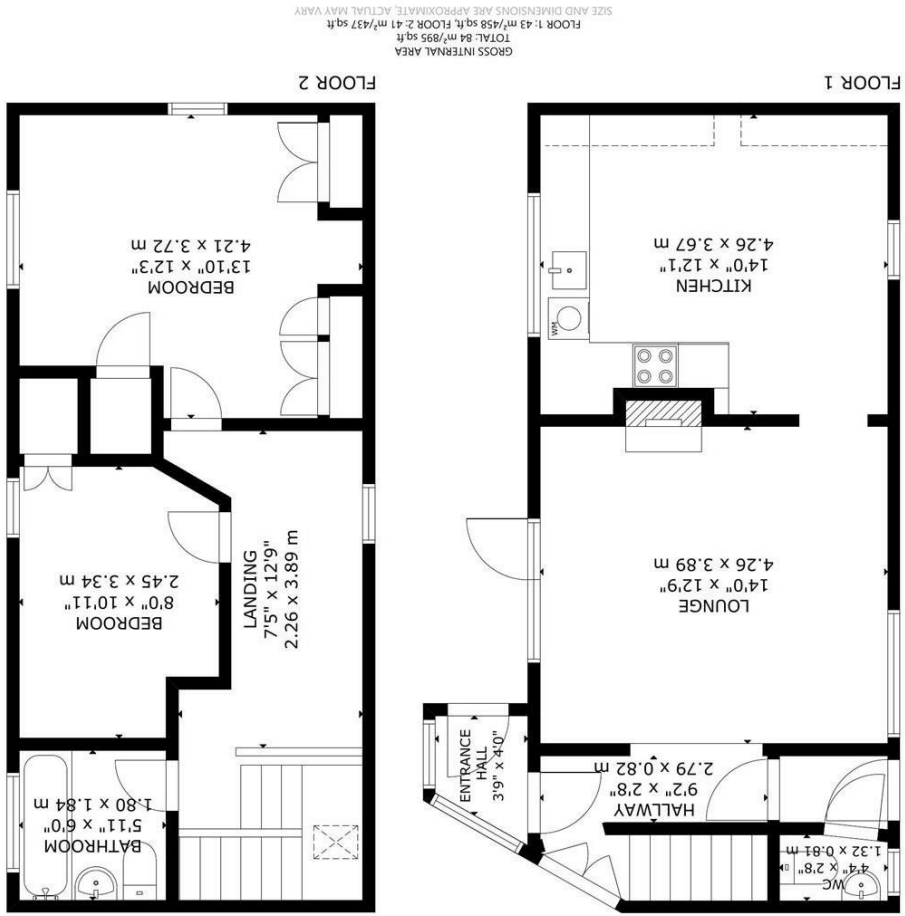 FLOOR 1
WC
4'4" x 2'8"
1.32 x 0.81 m
HALLWAY
9'2" x 2'8"
2.79 x 0.82 m
ENTRANCE
HALL
3'9" x 4'0"
LOUNGE
14'0" x 12'9"
4.26 x 3.89 m
KITCHEN
14'0" x 12'1"
4.26 x 3.67 m
WM
FLOOR 2
BATHROOM
5'11" x 6'0"
1.80 x 1.84 m
LANDING
7'5" x 12'9"
2.26 x 3.89 m
BEDROOM
8'0" x 10'11"
2.45 x 3.34 m
BEDROOM
13'10" x 12'3"
4.21 x 3.72 m
GROSS INTERNAL AREA
TOTAL: 84 m²/895 sq.ft
FLOOR 1: 43 m²/458 sq.ft, FLOOR 2: 41 m²/437 sq.ft
SIZE AND DIMENSIONS ARE APPROXIMATE, ACTUAL MAY VARY